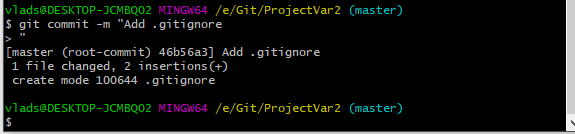 vlads@DESKTOP-JCMBQO2 MINGW64 /e/Git/ProjectVar2 (master)
$ git commit -m "Add .gitignore
> "
[master (root-commit) 46b56a3] Add .gitignore
 1 file changed, 2 insertions(+)
 create mode 100644 .gitignore

vlads@DESKTOP-JCMBQO2 MINGW64 /e/Git/ProjectVar2 (master)
$